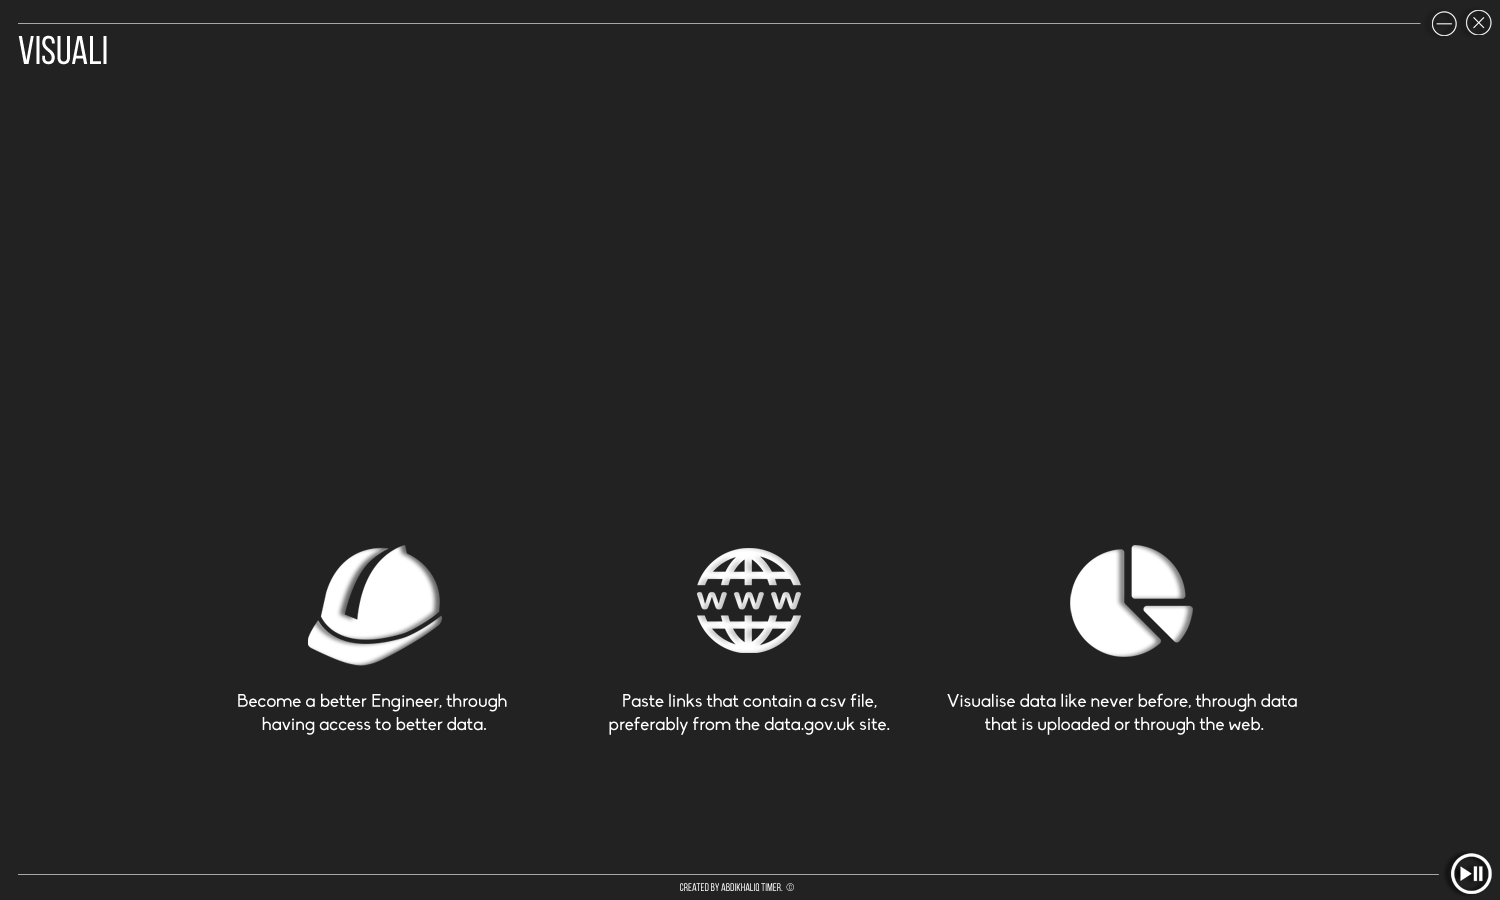 VISUALI
WWW
Become a better Engineer, through
having access to better data.
Paste links that contain a csv file,
preferably from the data.gov.uk site.
Visualise data like never before, through data
that is uploaded or through the web.
CREATED BY ABDIKHALIQ TIMER. ©